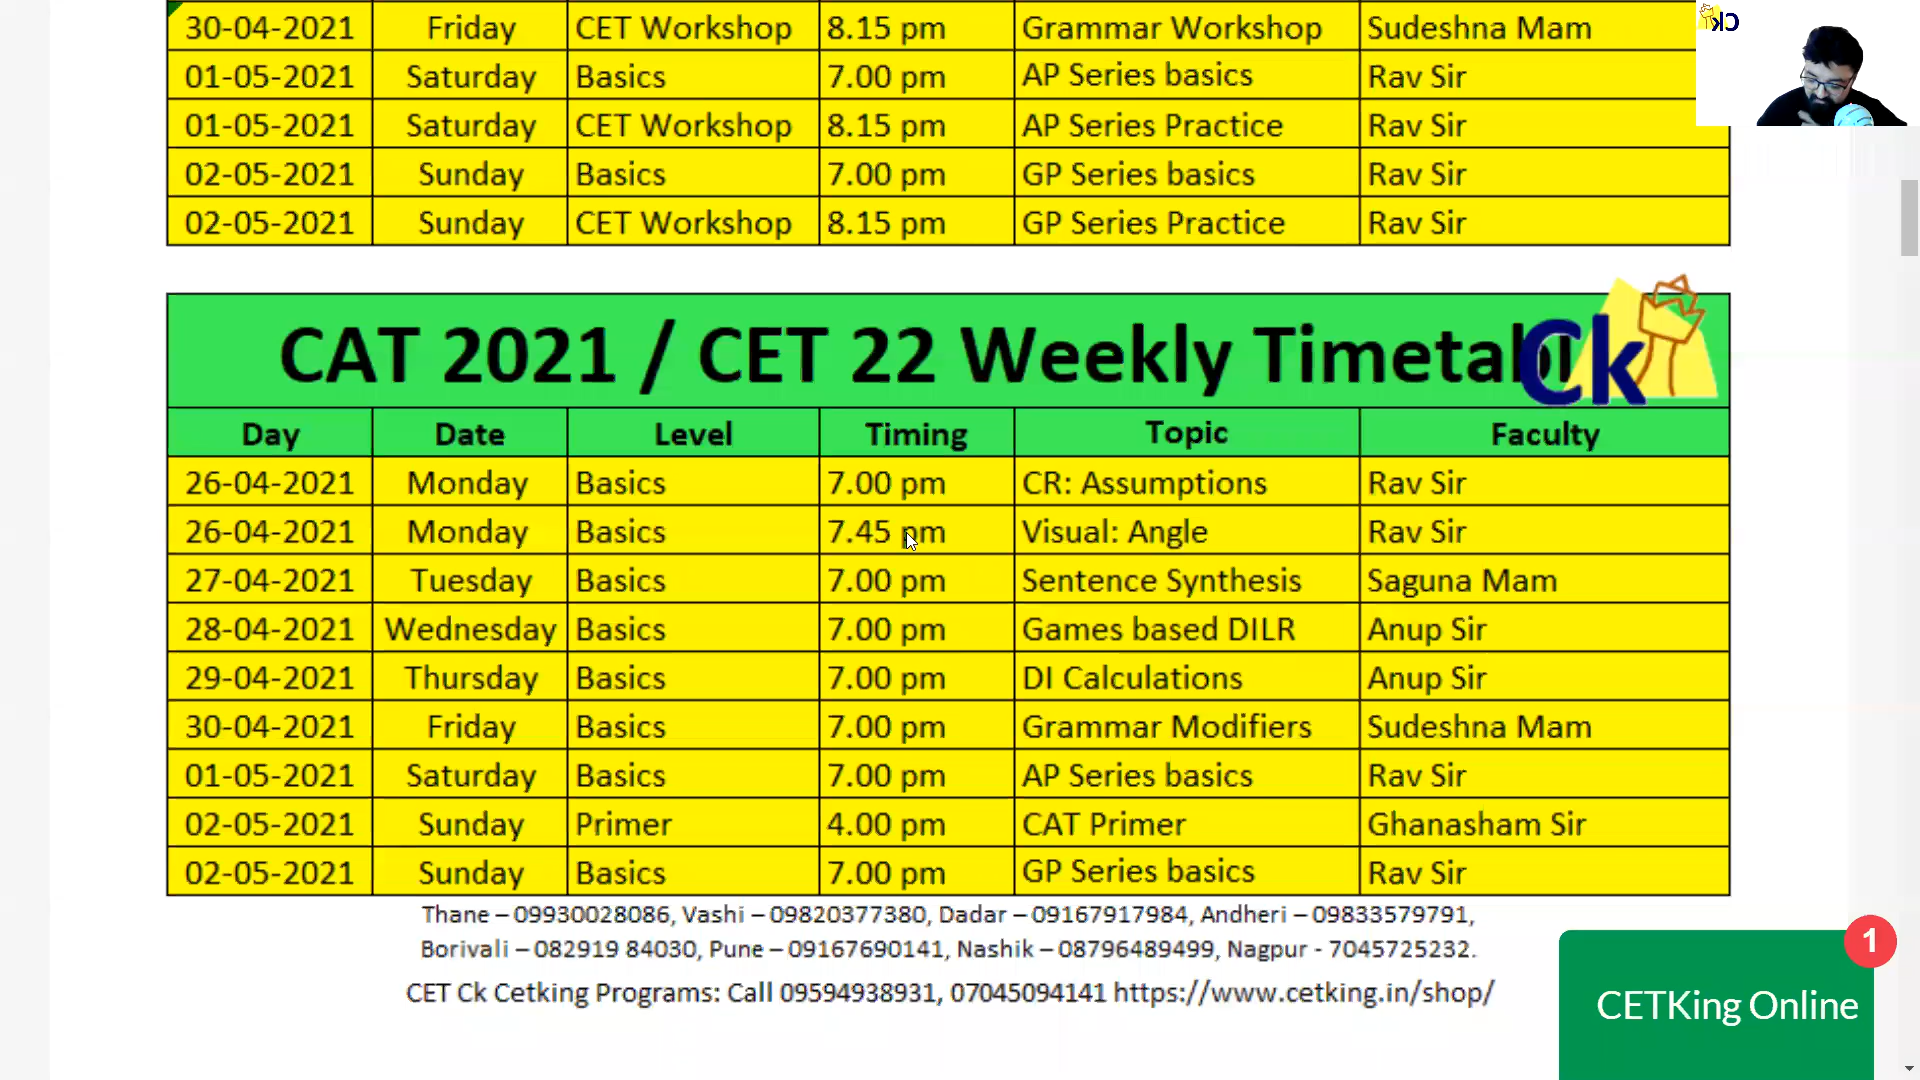 30-04-2021 Friday CET Workshop 8.15 pm Grammar Workshop Sudeshna Mam
01-05-2021 Saturday Basics 7.00 pm AP Series basics Rav Sir
01-05-2021 Saturday CET Workshop 8.15 pm AP Series Practice Rav Sir
02-05-2021 Sunday Basics 7.00 pm GP Series basics Rav Sir
02-05-2021 Sunday CET Workshop 8.15 pm GP Series Practice Rav Sir
CAT 2021 / CET 22 Weekly Timetabl
Ck
Day Date Level Timing Topic Faculty
26-04-2021 Monday Basics 7.00 pm CR: Assumptions Rav Sir
26-04-2021 Monday Basics 7.45 pm Visual: Angle Rav Sir
27-04-2021 Tuesday Basics 7.00 pm Sentence Synthesis Saguna Mam
28-04-2021 Wednesday Basics 7.00 pm Games based DILR Anup Sir
29-04-2021 Thursday Basics 7.00 pm DI Calculations Anup Sir
30-04-2021 Friday Basics 7.00 pm Grammar Modifiers Sudeshna Mam
01-05-2021 Saturday Basics 7.00 pm AP Series basics Rav Sir
02-05-2021 Sunday Primer 4.00 pm CAT Primer Ghanasham Sir
02-05-2021 Sunday Basics 7.00 pm GP Series basics Rav Sir
Thane – 09930028086, Vashi – 09820377380, Dadar – 09167917984, Andheri – 09833579791,
Borivali – 082919 84030, Pune – 09167690141, Nashik – 08796489499, Nagpur - 7045725232.
CET Ck Cetking Programs: Call 09594938931, 07045094141 https://www.cetking.in/shop/
1
CETKing Online